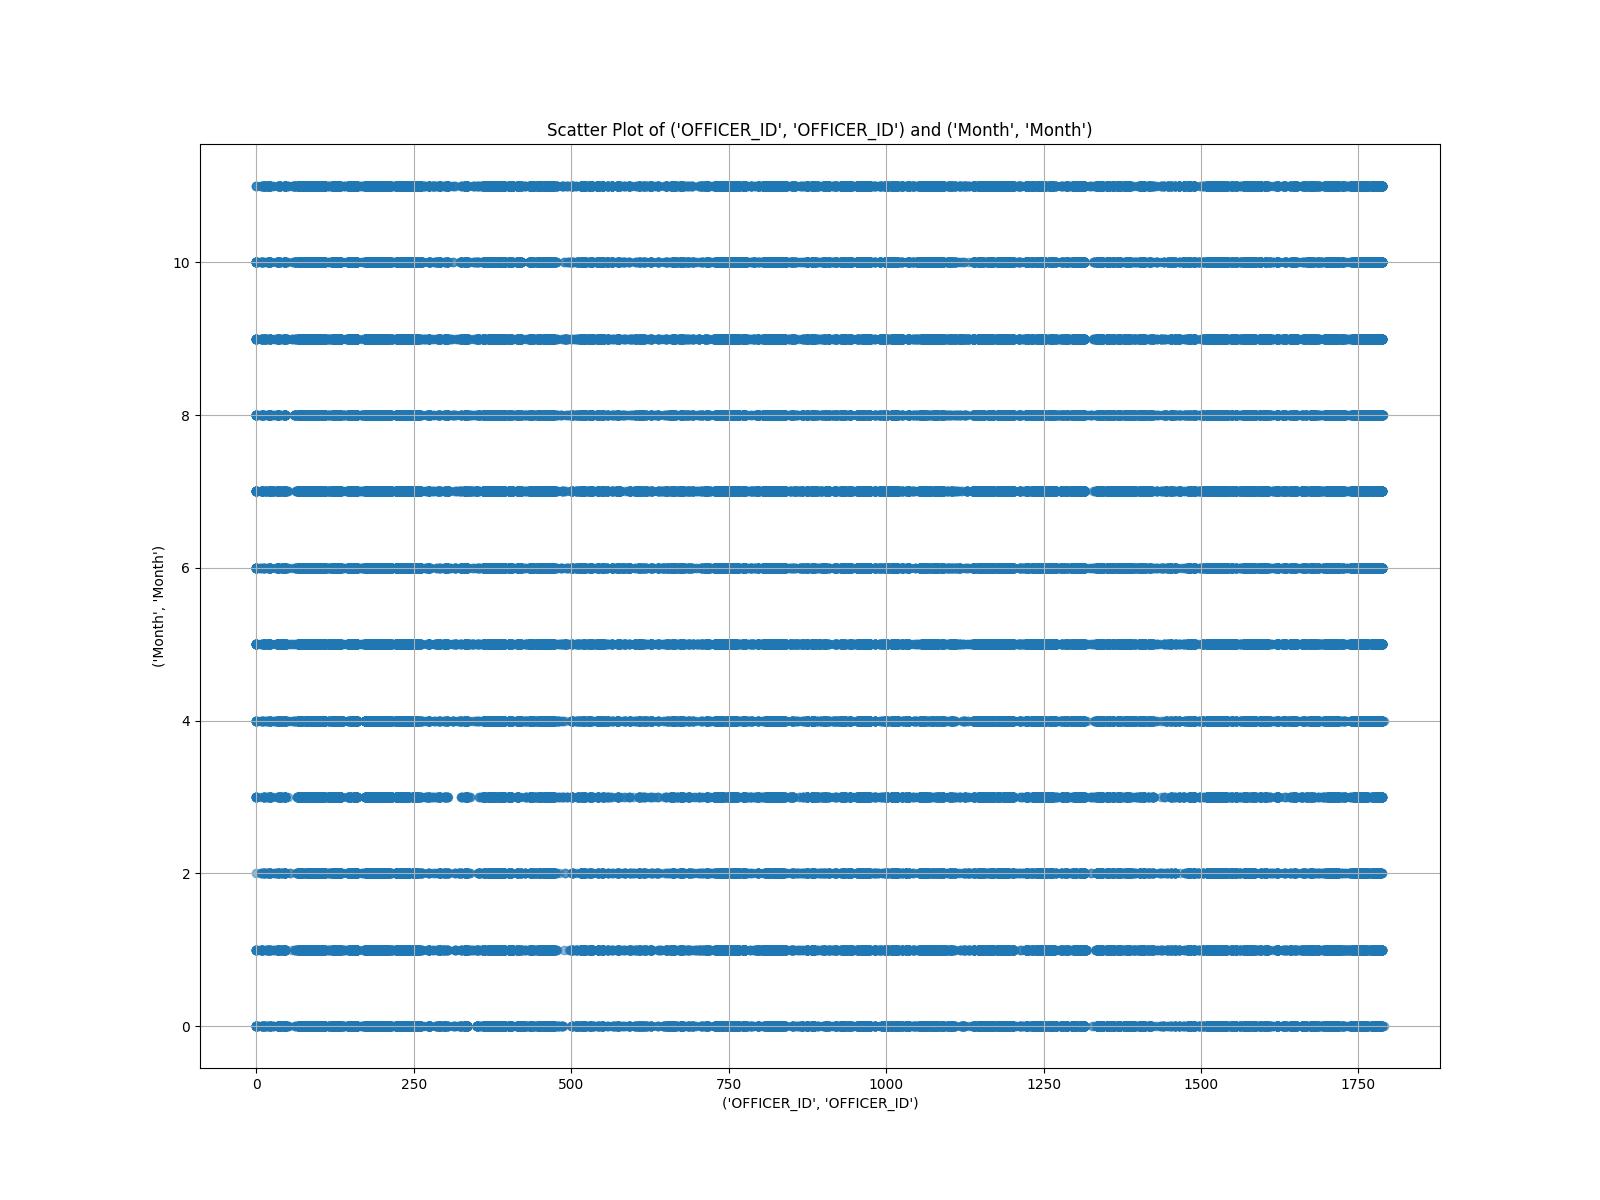 Scatter Plot of ('OFFICER_ID', 'OFFICER_ID') and ('Month', 'Month')
10
8
6
('Month', 'Month')
4
2
0
0 250 500 750 1000 1250 1500 1750
('OFFICER_ID', 'OFFICER_ID')